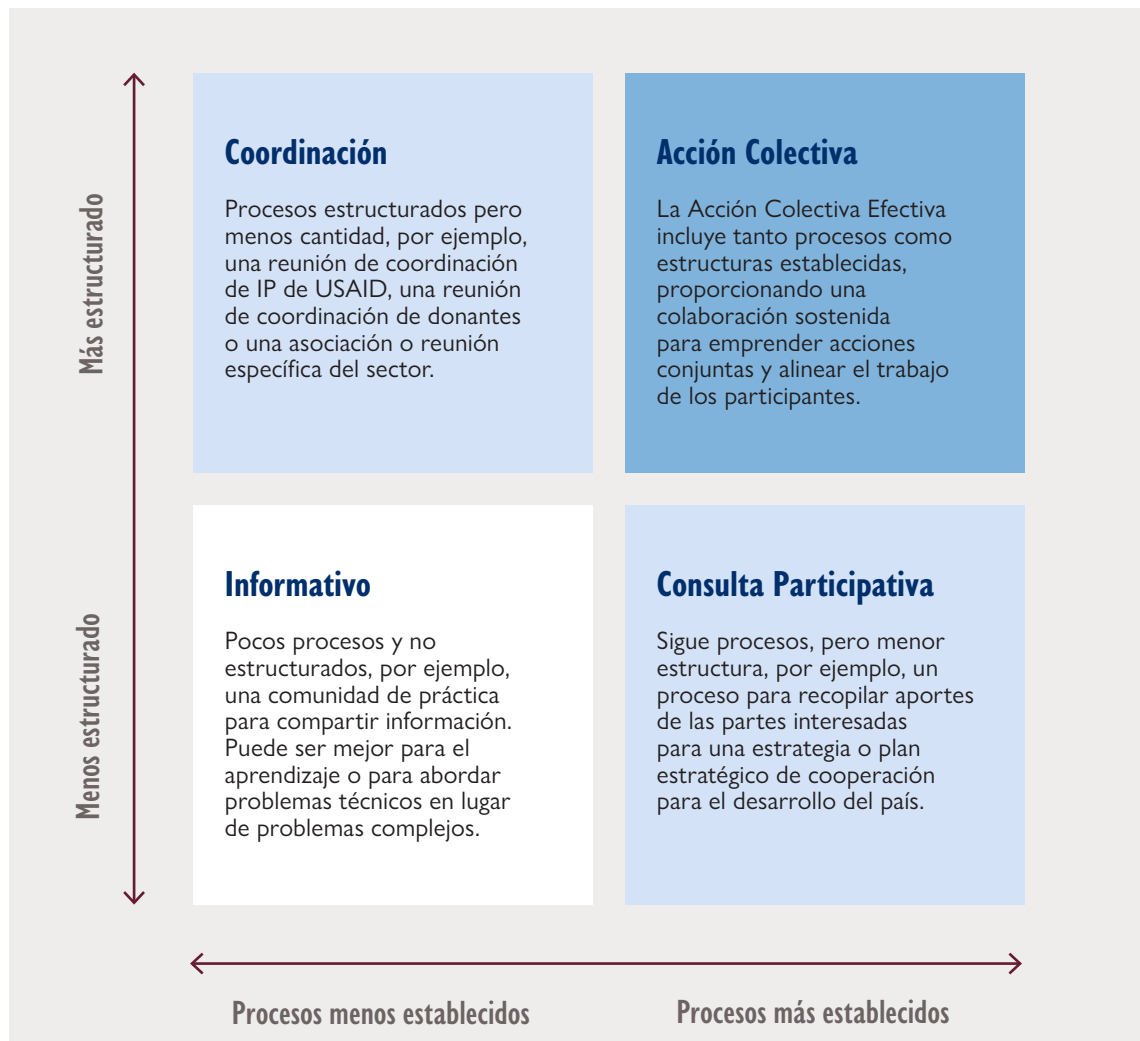 Más estructurado
Coordinación
Procesos estructurados pero
menos cantidad, por ejemplo,
una reunión de coordinación
de IP de USAID, una reunión
de coordinación de donantes
o una asociación o reunión
específica del sector.
Acción Colectiva
La Acción Colectiva Efectiva
incluye tanto procesos como
estructuras establecidas,
proporcionando una
colaboración sostenida
para emprender acciones
conjuntas y alinear el trabajo
de los participantes.
Menos estructurado
Informativo
Pocos procesos y no
estructurados, por ejemplo,
una comunidad de práctica
para compartir información.
Puede ser mejor para el
aprendizaje o para abordar
problemas técnicos en lugar
de problemas complejos.
Consulta Participativa
Sigue procesos, pero menor
estructura, por ejemplo, un
proceso para recopilar aportes
de las partes interesadas
para una estrategia o plan
estratégico de cooperación
para el desarrollo del país.
Procesos menos establecidos
Procesos más establecidos